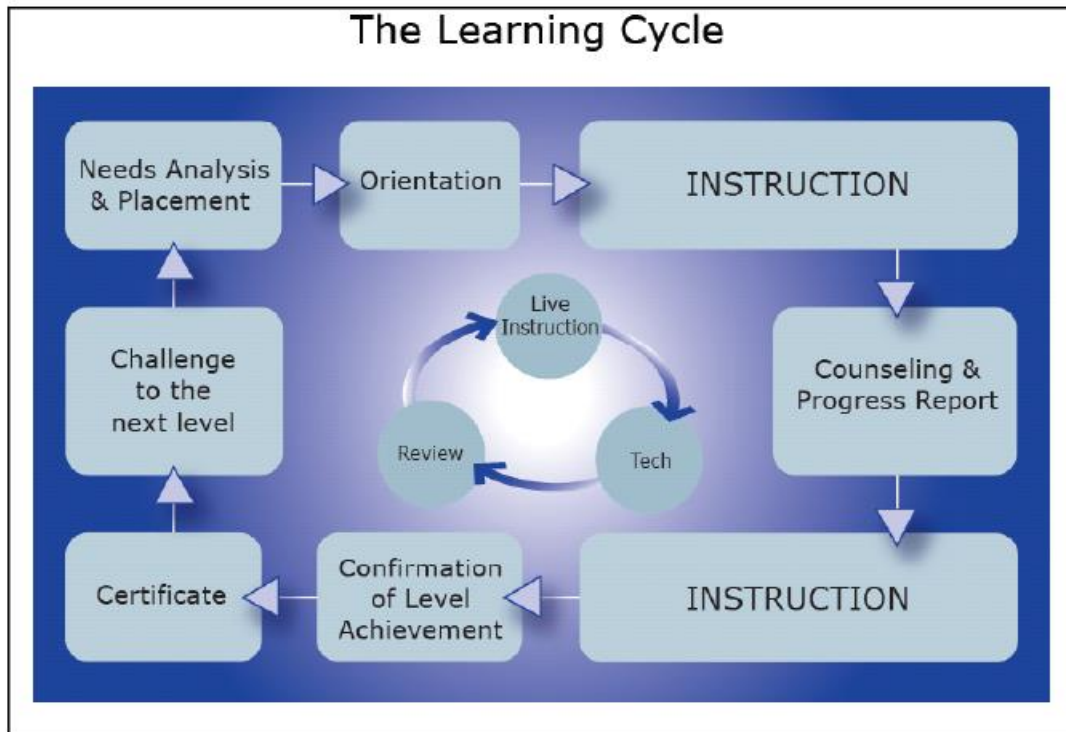 The Learning Cycle
Needs Analysis
& Placement
Orientation
INSTRUCTION
Live
Instruction
Tech
Review
Counseling &
Progress Report
INSTRUCTION
Confirmation
of Level
Achievement
Certificate
Challenge
to the
next level